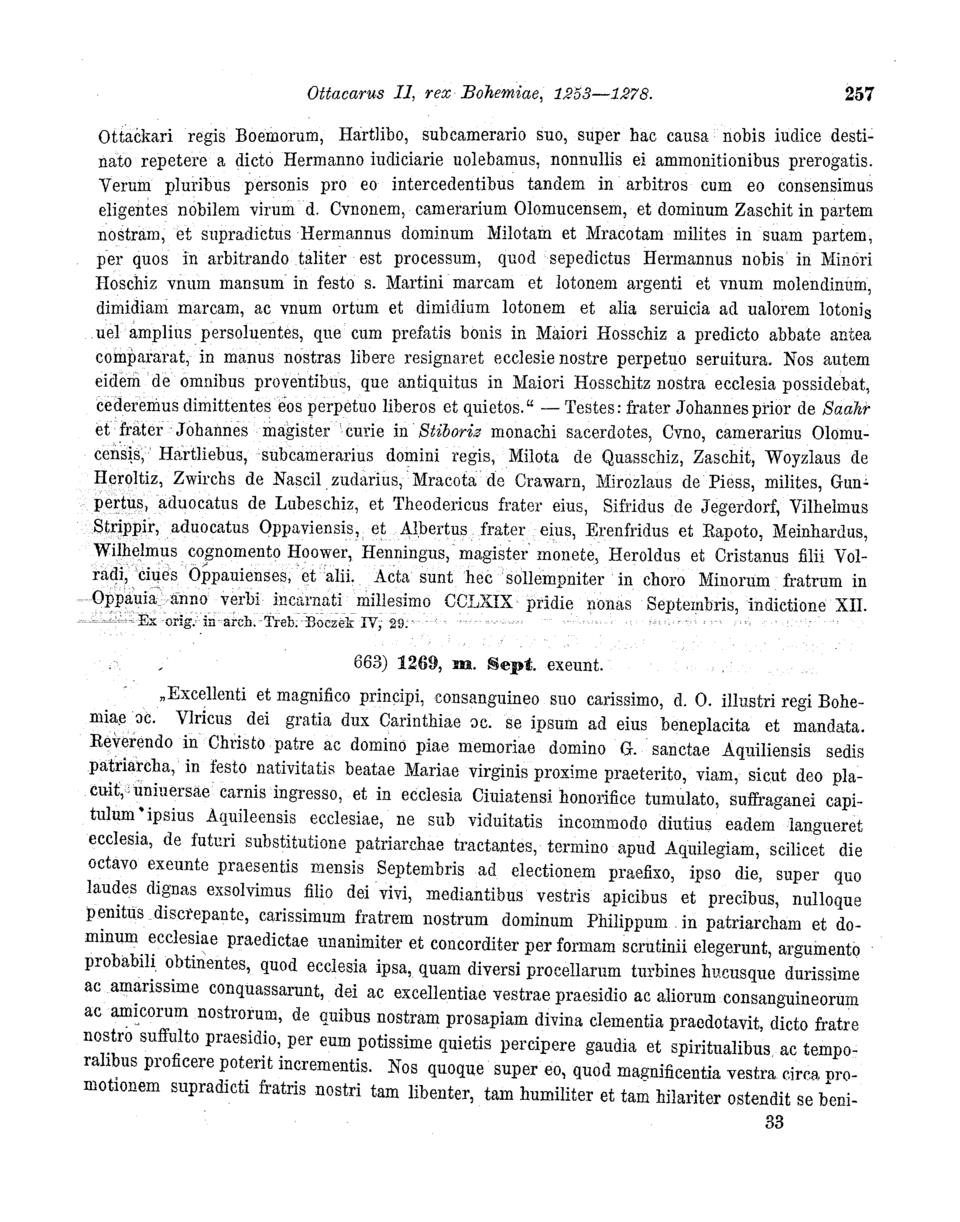 Ottacarus II, rex Bohemiae, 1253—1278. 257
Ottackari regis Boemorum, Hartlibo, subcamerario suo, super hac causa nobis iudice desti-
nato repetere a dicto Hermanno iudiciarie uolebamus, nonnullis ei ammonitionibus prerogatis.
Verum pluribus personis pro eo intercedentibus tandem in arbitros cum eo consensimus
eligentes nobilem virum d. Cvnonem, camerarium Olomucensem, et dominum Zaschit in partem
nostram, et supradictus Hermannus dominum Milotam et Mracotam milites in suam partem,
per quos in arbitrando taliter est processum, quod sepedictus Hermannus nobis in Minori
Hoschiz vnum mansum in festo s. Martini marcam et lotonem argenti et vnum molendinum,
dimidiam marcam, ac vnum ortum et dimidium lotonem et alia seruicia ad ualorem lotonis
uel amplius persoluentes, que cum prefatis bonis in Maiori Hosschiz a predicto abbate antea
compararat, in manus nostras libere resignaret ecclesie nostre perpetuo seruitura. Nos autem
eidem de omnibus proventibus, que antiquitus in Maiori Hosschitz nostra ecclesia possidebat,
cederemus dimittentes eos perpetuo liberos et quietos.“ — Testes: frater Johannes prior de Saahr
et frater Johannes magister curie in Stiboriz monachi sacerdotes, Cvno, camerarius Olomu-
censis, Hartliebus, subcamerarius domini regis, Milota de Quasschiz, Zaschit, Woyzlaus de
Heroltiz, Zwirchs de Nascil zudarius, Mracota de Crawarn, Mirozlaus de Piess, milites, Gun-
pertus, aduocatus de Lubeschiz, et Theodericus frater eius, Sifridus de Jegerdorf, Vilhelmus
Strippir, aduocatus Oppaviensis, et Albertus frater eius, Erenfridus et Rapoto, Meinhardus,
Wilhelmus cognomento Hoower, Henningus, magister monete, Heroldus et Cristanus filii Vol-
radi, ciues Oppauienses, et alii. Acta sunt hec sollempniter in choro Minorum fratrum in
Oppauia anno verbi incarnati millesimo CCLXIX pridie nonas Septembris, indictione XII.
Ex orig. in arch. Treb. Boczek IV, 29.
663) 1269, m. Sept. exeunt.
„Excellenti et magnifico principi, consanguineo suo carissimo, d. O. illustri regi Bohe-
miae ɔc. Vlricus dei gratia dux Carinthiae ɔc. se ipsum ad eius beneplacita et mandata.
Reverendo in Christo patre ac domino piae memoriae domino G. sanctae Aquiliensis sedis
patriarcha, in festo nativitatis beatae Mariae virginis proxime praeterito, viam, sicut deo pla-
cuit, uniuersae carnis ingresso, et in ecclesia Ciuiatensi honorifice tumulato, suffraganei capi-
tulum ipsius Aquileensis ecclesiae, ne sub viduitatis incommodo diutius eadem langueret
ecclesia, de futuri substitutione patriarchae tractantes, termino apud Aquilegiam, scilicet die
octavo exeunte praesentis mensis Septembris ad electionem praefixo, ipso die, super quo
laudes dignas exsolvimus filio dei vivi, mediantibus vestris apicibus et precibus, nulloque
penitus discrepante, carissimum fratrem nostrum dominum Philippum in patriarcham et do-
minum ecclesiae praedictae unanimiter et concorditer per formam scrutinii elegerunt, argumento
probabili obtinentes, quod ecclesia ipsa, quam diversi procellarum turbines hucusque durissime
ac amarissime conquassarunt, dei ac excellentiae vestrae praesidio ac aliorum consanguineorum
ac amicorum nostrorum, de quibus nostram prosapiam divina clementia praedotavit, dicto fratre
nostro suffulto praesidio, per eum potissime quietis percipere gaudia et spiritualibus ac tempo-
ralibus proficere poterit incrementis. Nos quoque super eo, quod magnificentia vestra circa pro-
motionem supradicti fratris nostri tam libenter, tam humiliter et tam hilariter ostendit se beni-
33